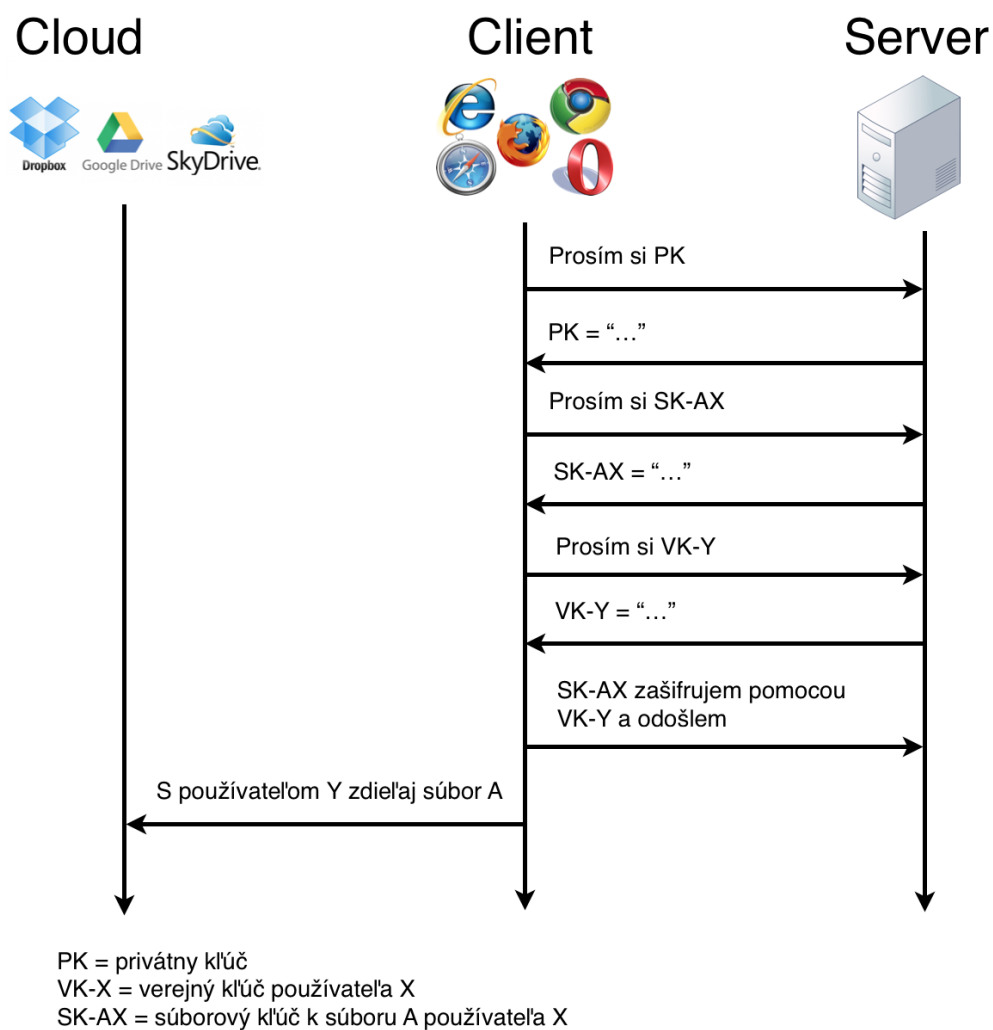 Cloud
Client
Server
Dropbox
Google Drive
SkyDrive.
Prosím si PK
PK = “...”
Prosím si SK-AX
SK-AX = “...”
Prosím si VK-Y
VK-Y = “...”
SK-AX zašifrujem pomocou
VK-Y a odošlem
S používateľom Y zdieľaj súbor A
PK = privátny kľúč
VK-X = verejný kľúč používateľa X
SK-AX = súborový kľúč k súboru A používateľa X